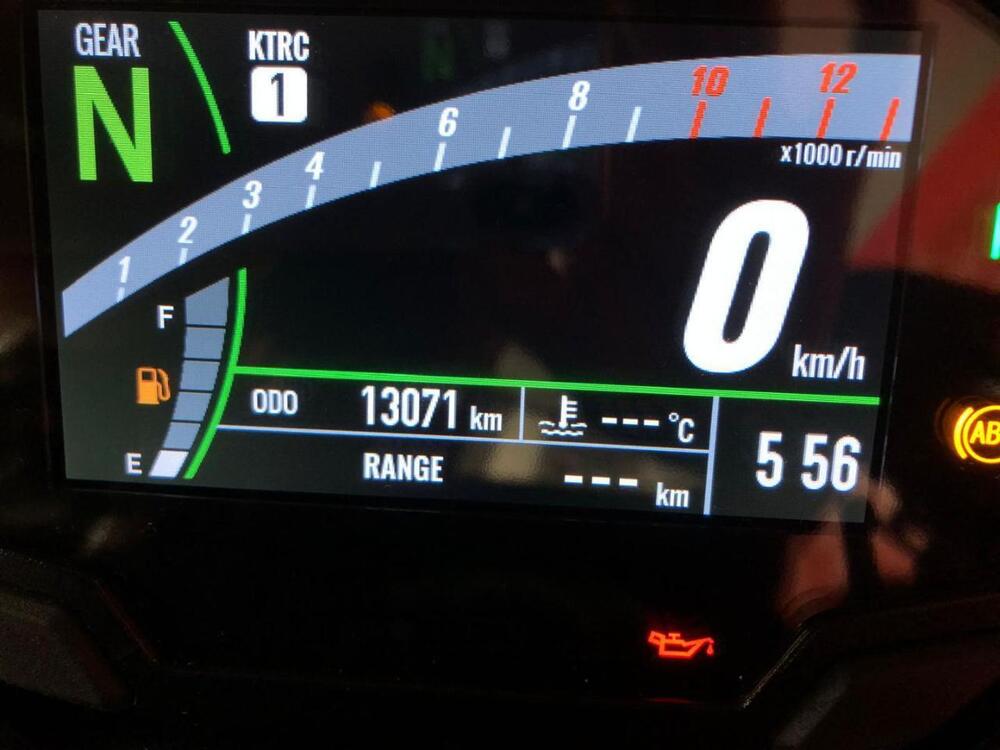 GEAR
N
KTRC
1
1 2 3 4 6 8 10 12
x1000 r/min
0 km/h
F
E
ODO 13071 km
--- °C
RANGE --- km
5 56
AB